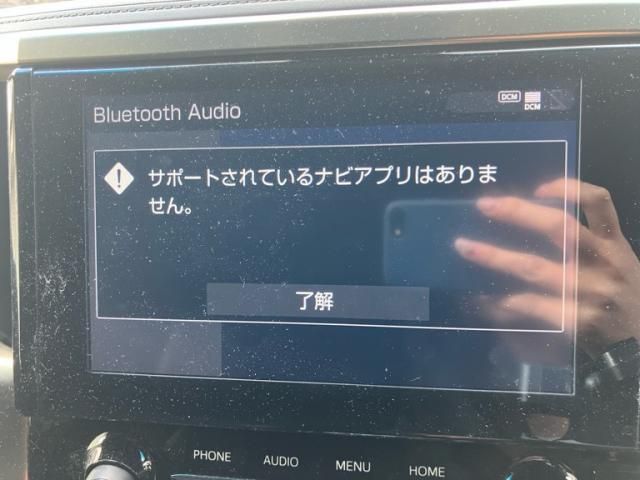 Bluetooth Audio
DCM
DCM
サポートされているナビアプリはありま
せん。
了解
PHONE AUDIO MENU HOME